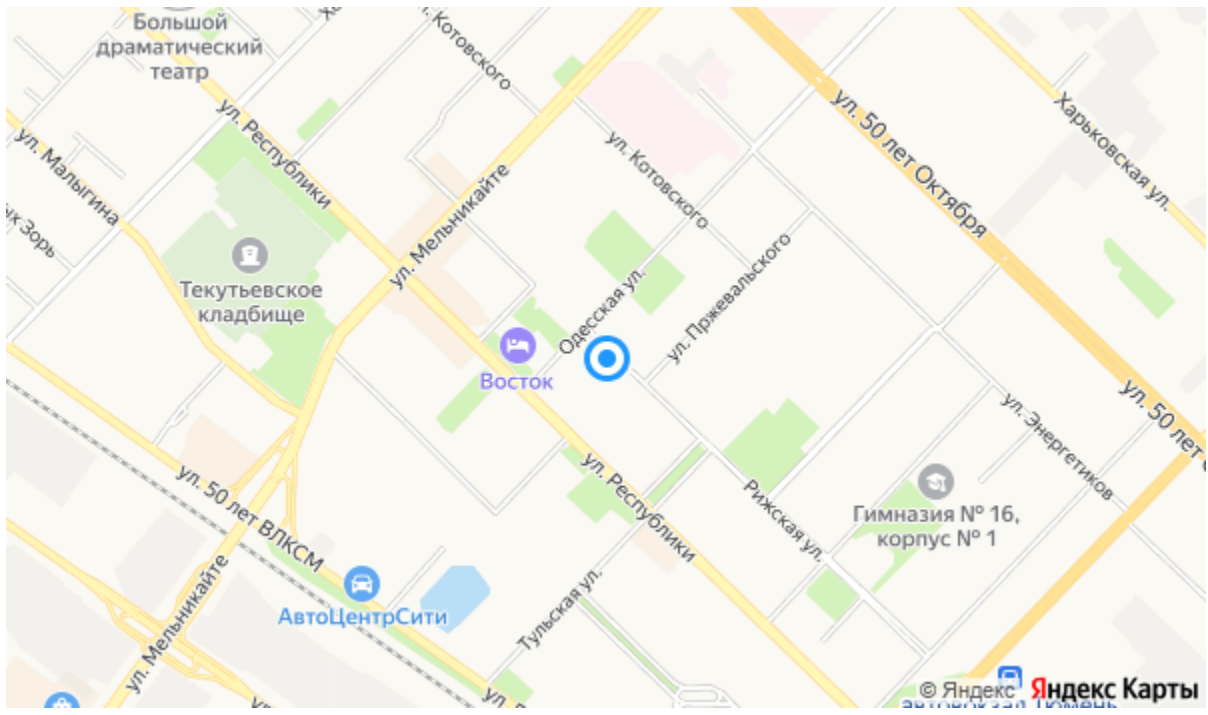 Большой
драматический
театр
ул. Котовского
ул. Республики
ул. Малыгина
ул. Мельникайте
ул. Котовского
ул. 50 лет Октября
Харьковская ул.
Текутьевское
кладбище
Одесская ул.
ул. Пржевальского
Восток
ул. 50 лет
ул. Энергетиков
ул. Республики
Рижская ул.
Гимназия № 16,
корпус № 1
ул. 50 лет ВЛКСМ
АвтоЦентрСити
Тульская ул.
ул. Мельникайте
© Яндекс Яндекс Карты
автовокзал Тюмень